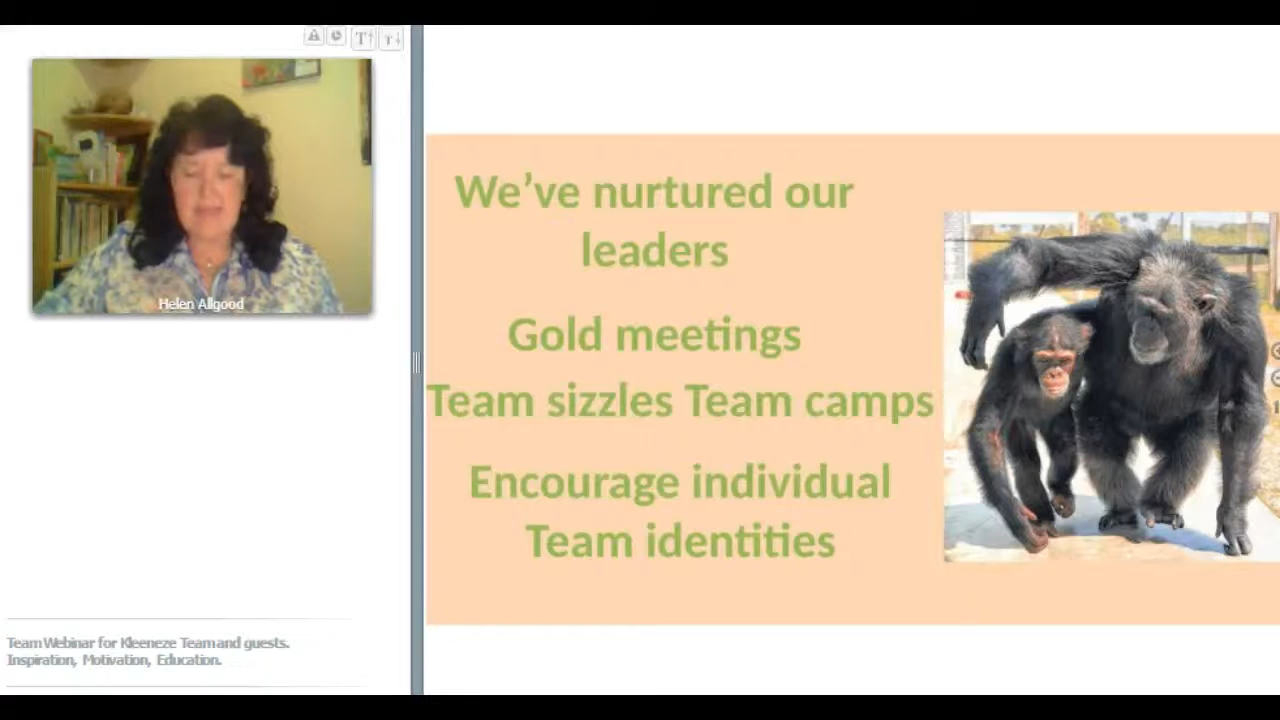 T↑ T↓
Helen Allgood
We've nurtured our
leaders
Gold meetings
Team sizzles Team camps
Encourage individual
Team identities
Team Webinar for Kleeneze Team and guests.
Inspiration, Motivation, Education.